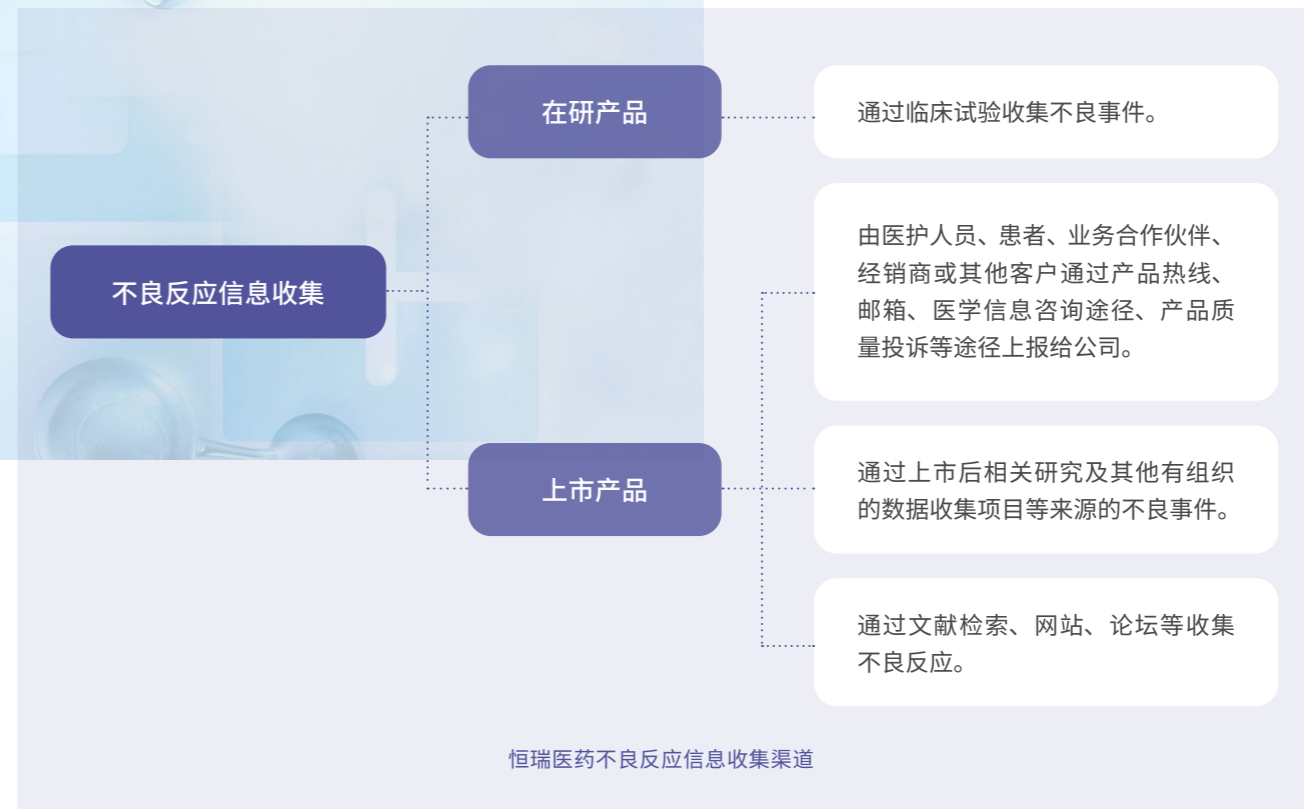 不良反应信息收集
在研产品
通过临床试验收集不良事件。
上市产品
由医护人员、患者、业务合作伙伴、
经销商或其他客户通过产品热线、
邮箱、医学信息咨询途径、产品质
量投诉等途径上报给公司。
通过上市后相关研究及其他有组织
的数据收集项目等来源的不良事件。
通过文献检索、网站、论坛等收集
不良反应。
恒瑞医药不良反应信息收集渠道